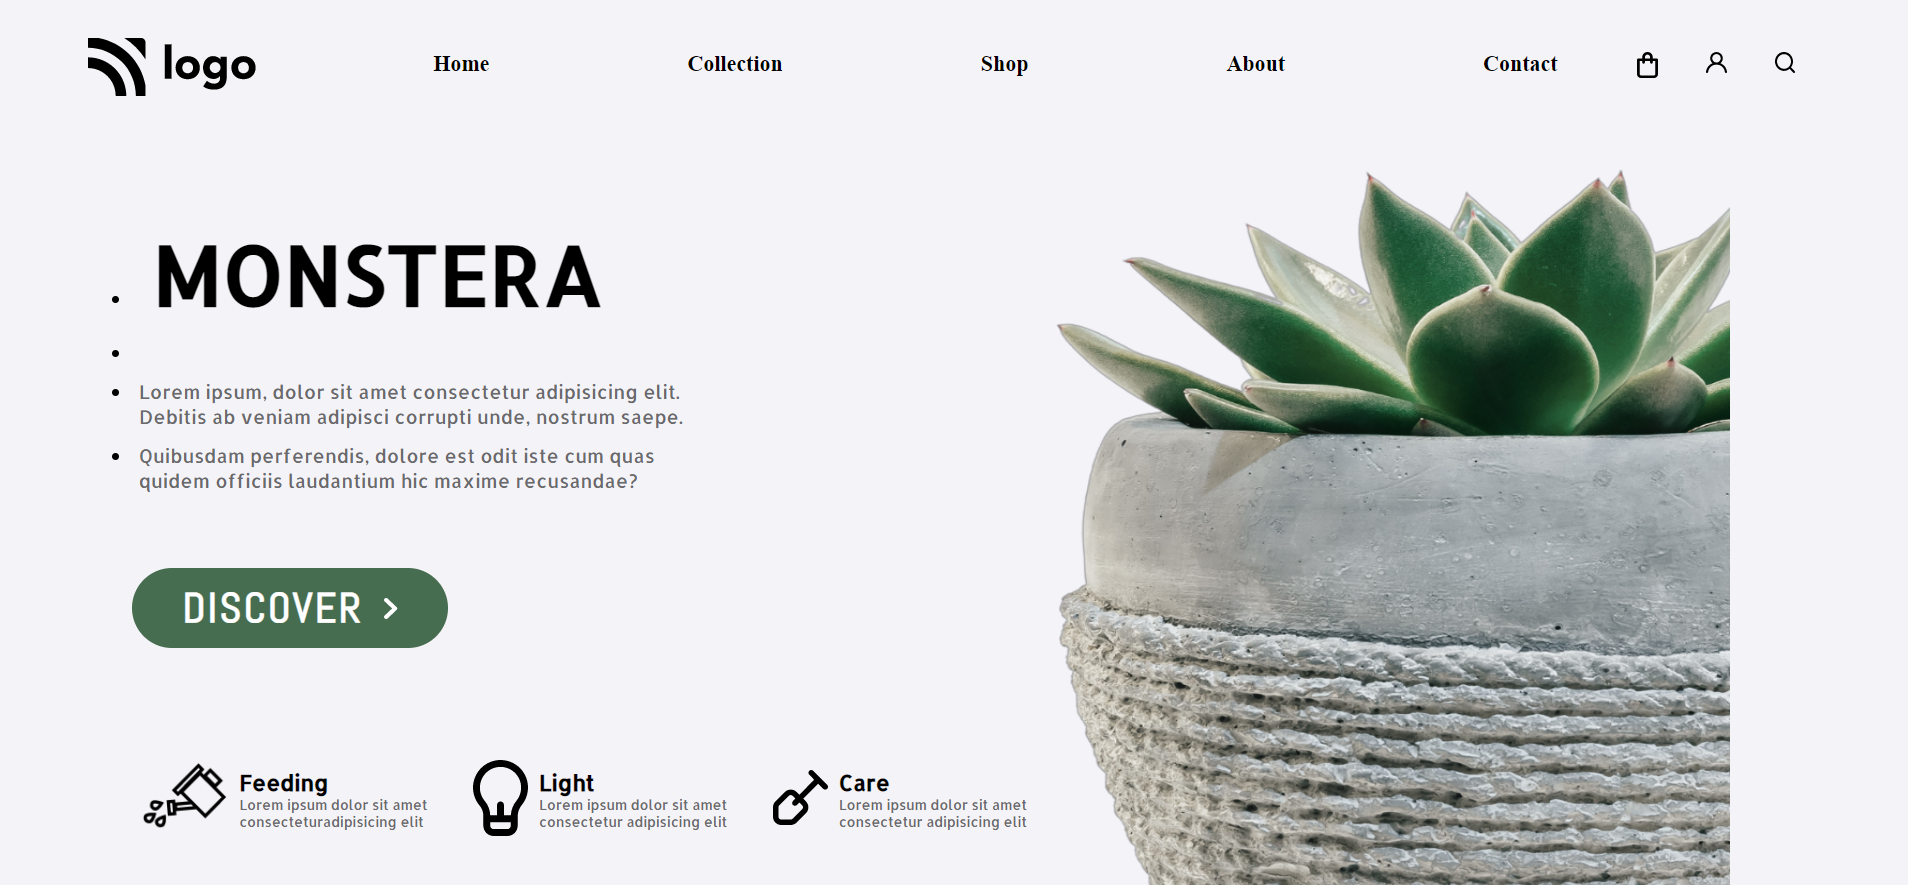 logo
Home
Collection
Shop
About
Contact
MONSTERA
Lorem ipsum, dolor sit amet consectetur adipisicing elit.
Debitis ab veniam adipisci corrupti unde, nostrum saepe.
Quibusdam perferendis, dolore est odit iste cum quas
quidem officiis laudantium hic maxime recusandae?
DISCOVER
Feeding
Lorem ipsum dolor sit amet
consecteturadipisicing elit
Light
Lorem ipsum dolor sit amet
consectetur adipisicing elit
Care
Lorem ipsum dolor sit amet
consectetur adipisicing elit